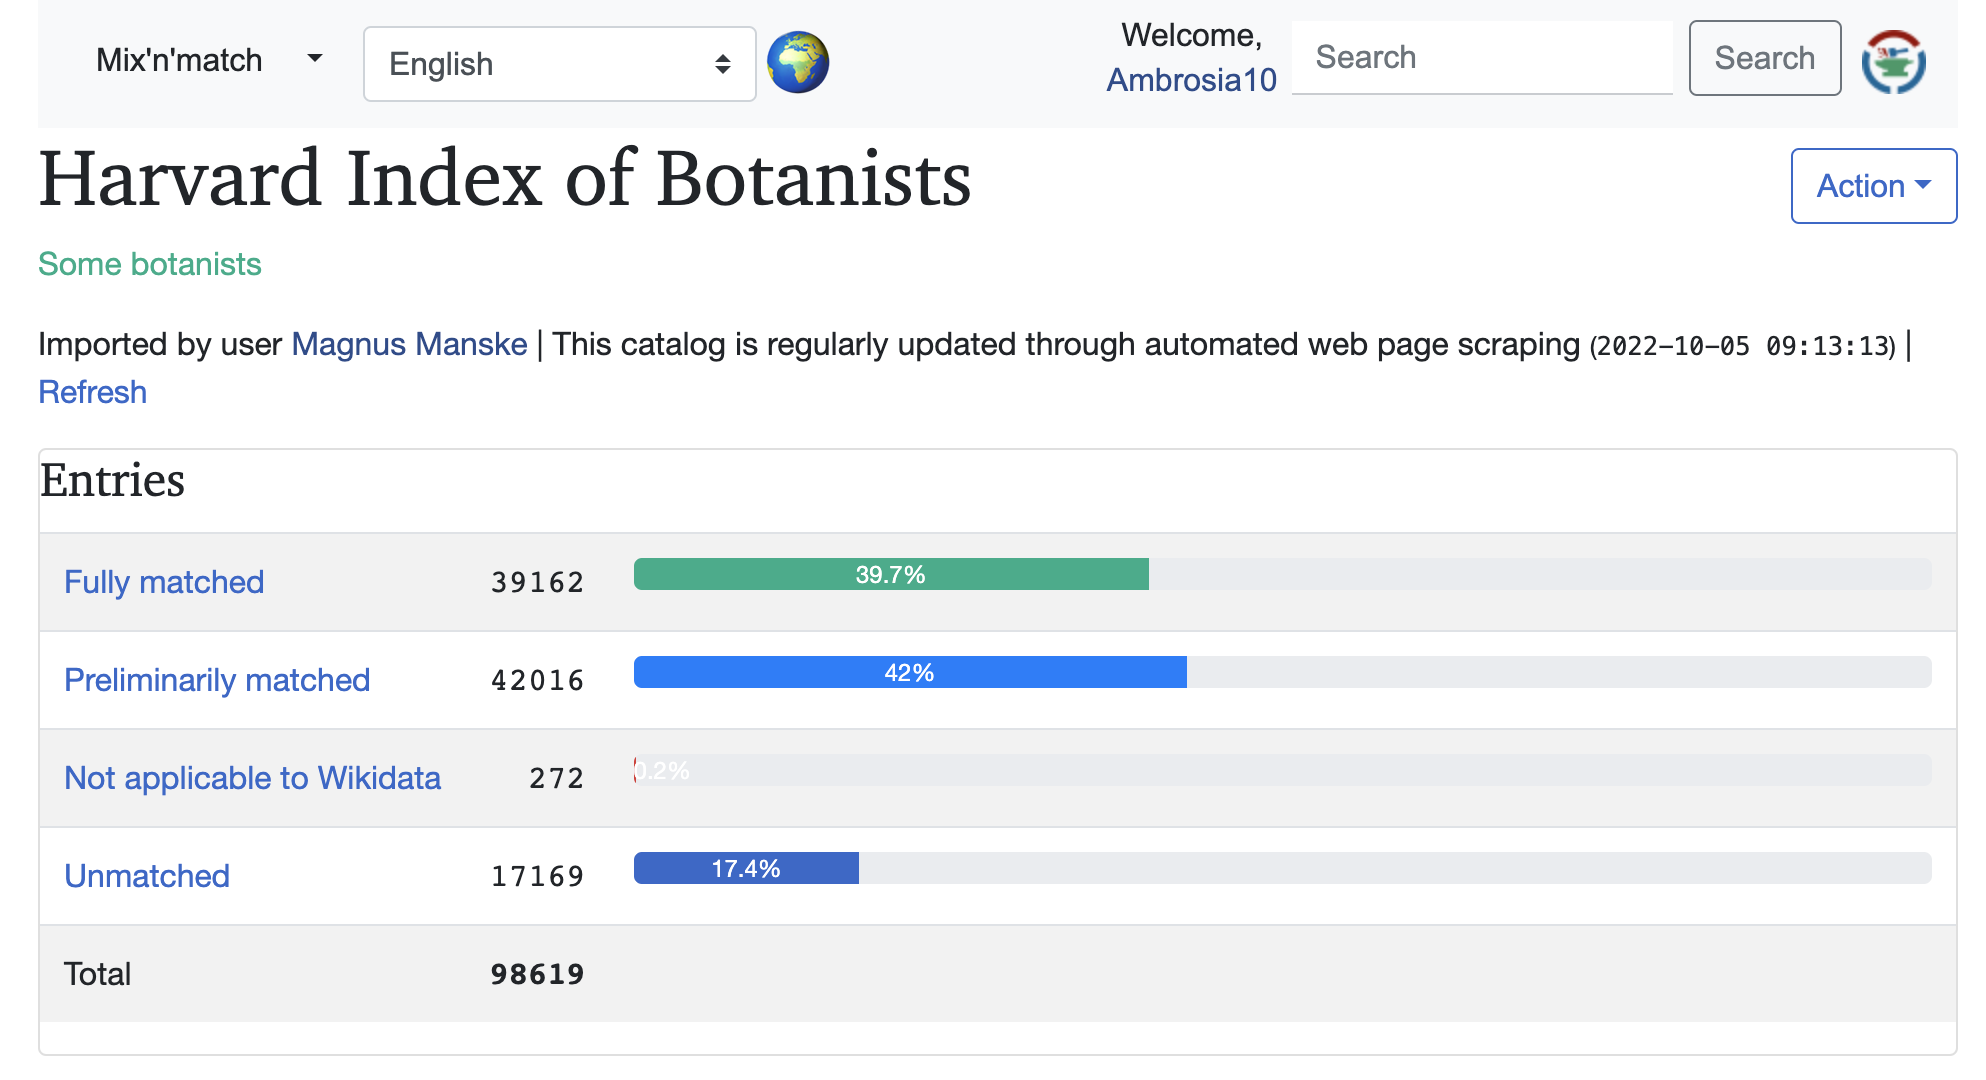 Mix'n'match
English
Welcome,
Ambrosia10
Search
Search
Harvard Index of Botanists
Action
Some botanists
Imported by user Magnus Manske | This catalog is regularly updated through automated web page scraping (2022-10-05 09:13:13) |
Refresh
Entries
Fully matched 39162 39.7%
Preliminarily matched 42016 42%
Not applicable to Wikidata 272 0.2%
Unmatched 17169 17.4%
Total 98619